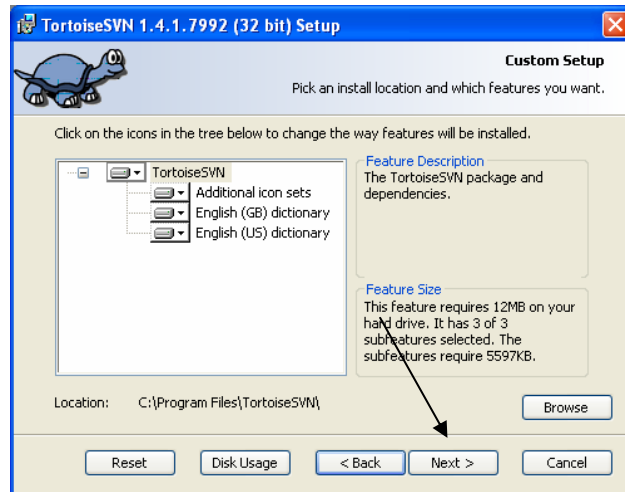 TortoiseSVN 1.4.1.7992 (32 bit) Setup
Custom Setup
Pick an install location and which features you want.
Click on the icons in the tree below to change the way features will be installed.
TortoiseSVN
Additional icon sets
English (GB) dictionary
English (US) dictionary
Feature Description
The TortoiseSVN package and
dependencies.
Feature Size
This feature requires 12MB on your
hard drive. It has 3 of 3
subfeatures selected. The
subfeatures require 5597KB.
Location: C:\Program Files\TortoiseSVN\
Browse
Reset Disk Usage < Back Next > Cancel